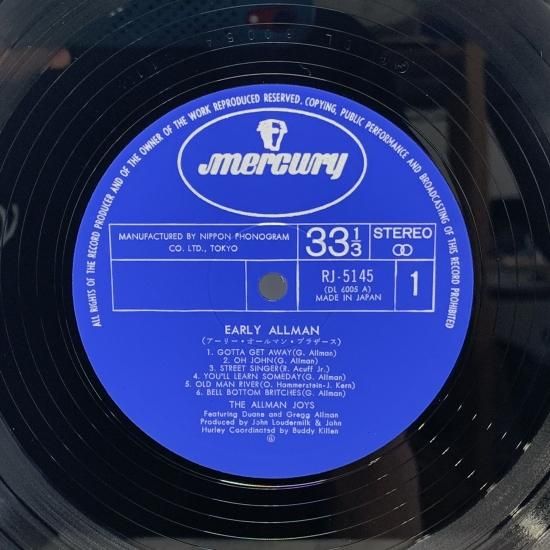 ALL RIGHTS OF THE RECORD PRODUCER AND OF THE OWNER OF THE WORK REPRODUCED RESERVED. COPYING, PUBLIC PERFORMANCE AND BROADCASTING OF THIS RECORD PROHIBITED
mercury
MANUFACTURED BY NIPPON PHONOGRAM
CO. LTD., TOKYO
33 1/3
STEREO
RJ-5145
(DL 6005 A)
MADE IN JAPAN
1
EARLY ALLMAN
(アーリー・オールマン・ブラザース)
1. GOTTA GET AWAY(G. Allman)
2. OH JOHN(G. Allman)
3. STREET SINGER(R. Acuff Jr.)
4. YOU'LL LEARN SOMEDAY(G. Allman)
5. OLD MAN RIVER(O. Hammerstein-J. Kern)
6. BELL BOTTOM BRITCHES(G. Allman)
THE ALLMAN JOYS
Featuring Duane and Gregg Allman
Produced by John Loudermilk & John
Hurley Coordinated by Buddy Killen